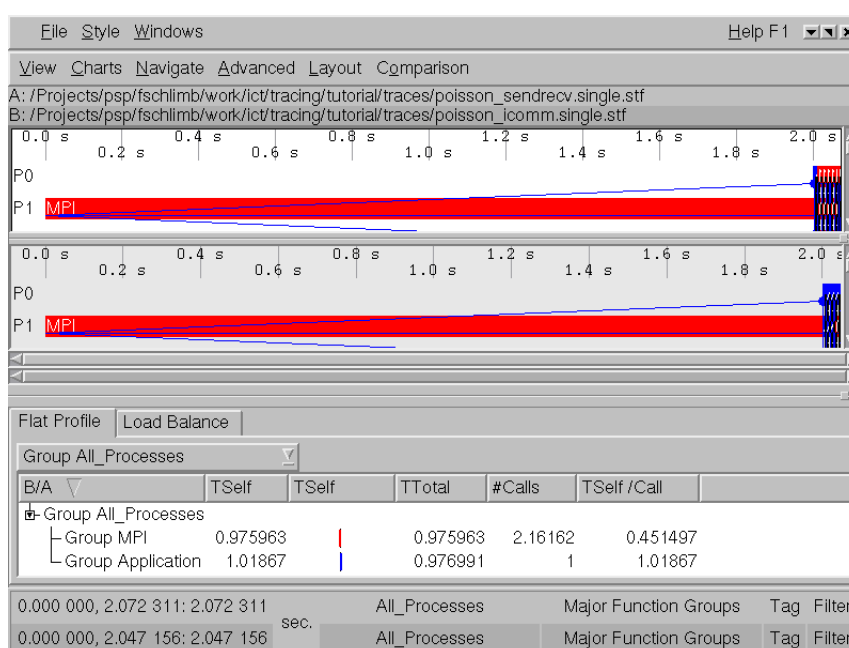 File Style Windows Help F1
View Charts Navigate Advanced Layout Comparison
A: /Projects/psp/fschlimb/work/ict/tracing/tutorial/traces/poisson_sendrecv.single.stf
B: /Projects/psp/fschlimb/work/ict/tracing/tutorial/traces/poisson_icomm.single.stf
0.0 s 0.4 s 0.8 s 1.2 s 1.6 s 2.0 s
0.2 s 0.6 s 1.0 s 1.4 s 1.8 s
P0
P1 MPI
0.0 s 0.4 s 0.8 s 1.2 s 1.6 s 2.0 s
0.2 s 0.6 s 1.0 s 1.4 s 1.8 s
P0
P1 MPI
Flat Profile Load Balance
Group All_Processes
B/A TSelf TSelf TTotal #Calls TSelf /Call
Group All_Processes
Group MPI 0.975963 0.975963 2.16162 0.451497
Group Application 1.01867 0.976991 1 1.01867
0.000 000, 2.072 311: 2.072 311 sec. All_Processes Major Function Groups Tag Filter
0.000 000, 2.047 156: 2.047 156 All_Processes Major Function Groups Tag Filter